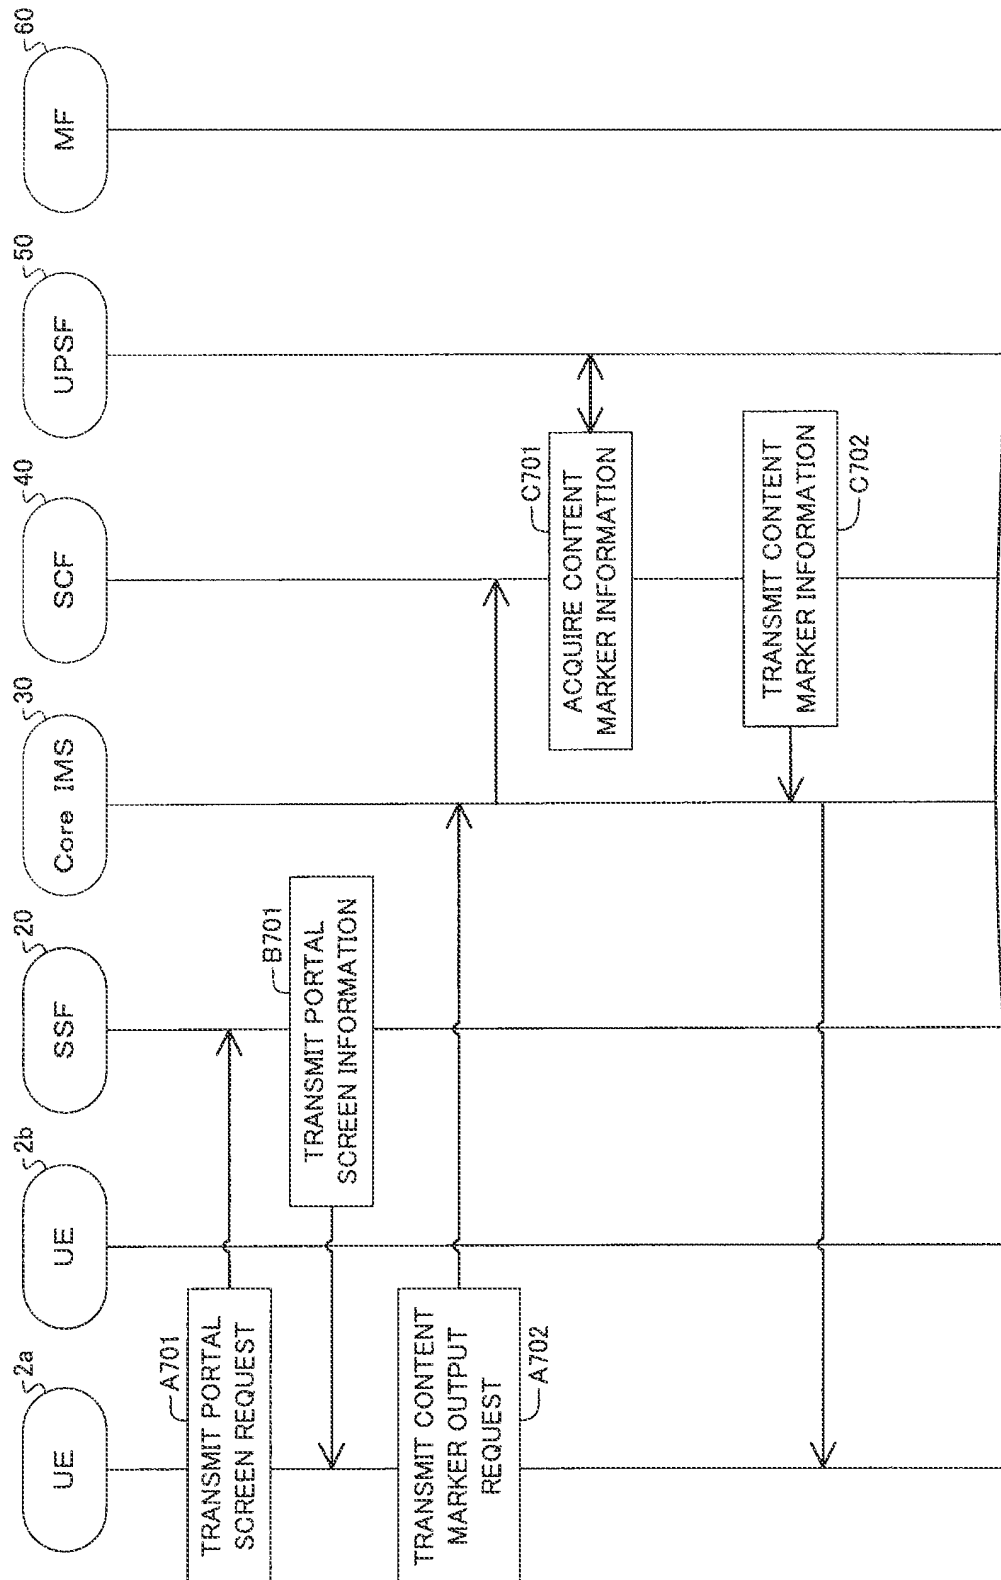 UE
2a
UE
2b
SSF
20
Core IMS
30
SCF
40
UPSF
50
MF
60
TRANSMIT PORTAL
SCREEN REQUEST
A701
TRANSMIT PORTAL
SCREEN INFORMATION
B701
TRANSMIT CONTENT
MARKER OUTPUT
REQUEST
A702
ACQUIRE CONTENT
MARKER INFORMATION
C701
TRANSMIT CONTENT
MARKER INFORMATION
C702